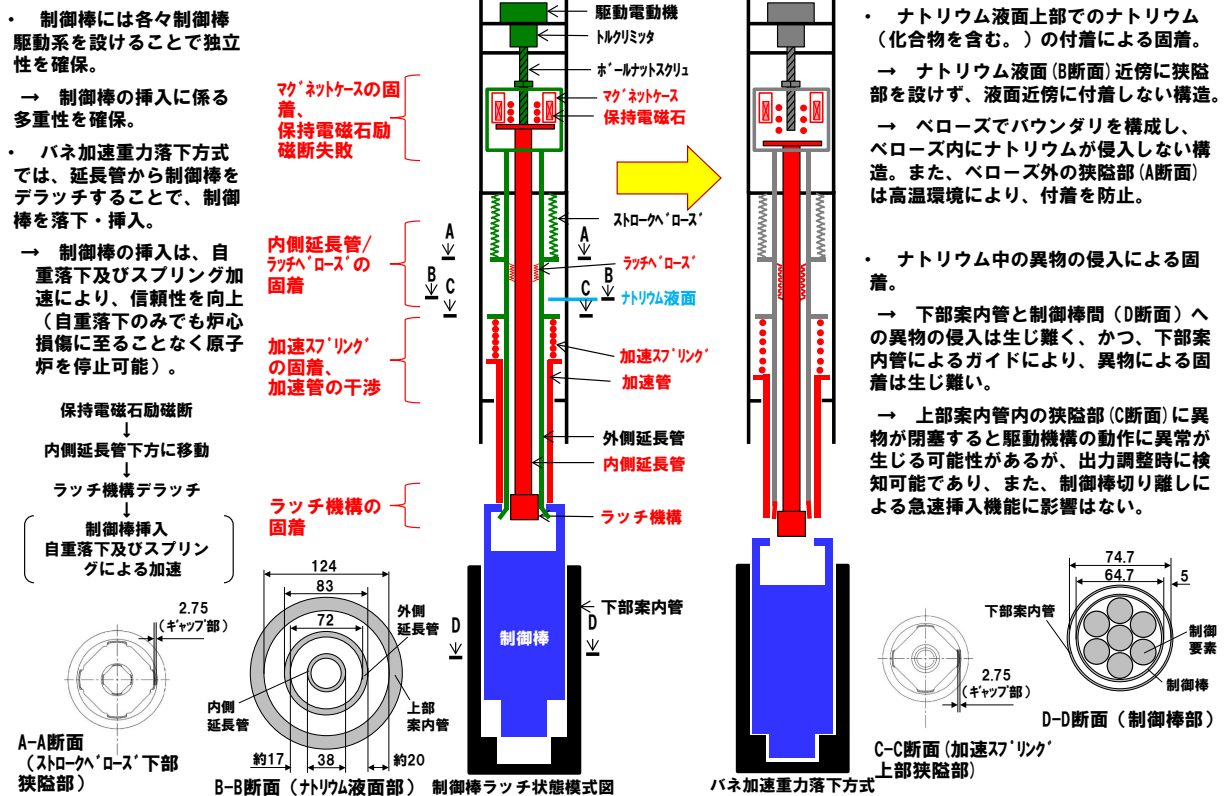 ・ 制御棒には各々制御棒
駆動系を設けることで独立
性を確保。
→ 制御棒の挿入に係る
多重性を確保。
・ バネ加速重力落下方式
では、延長管から制御棒を
デラッチすることで、制御
棒を落下・挿入。
→ 制御棒の挿入は、自
重落下及びスプリング加
速により、信頼性を向上
（自重落下のみでも炉心
損傷に至ることなく原子
炉を停止可能）。
保持電磁石励磁断
↓
内側延長管下方に移動
↓
ラッチ機構デラッチ
↓
制御棒挿入
自重落下及びスプリン
グによる加速
2.75
(ｷﾞｬｯﾌﾟ部)
A-A断面
（ｽﾄﾛｰｸﾍﾞﾛｰｽﾞ下部
狭隘部）
124
83
72
外側
延長管
内側
延長管
上部
案内管
約17
38
約20
B-B断面（ﾅﾄﾘｳﾑ液面部）
ﾏｸﾞﾈｯﾄｹｰｽの固
着、
保持電磁石励
磁断失敗
内側延長管/
ﾗｯﾁﾍﾞﾛｰｽﾞの
固着
加速ｽﾌﾟﾘﾝｸﾞ
の固着、
加速管の干渉
ラッチ機構の
固着
駆動電動機
ﾄﾙｸﾘﾐｯﾀ
ﾎﾞｰﾙﾅｯﾄｽｸﾘｭ
ﾏｸﾞﾈｯﾄｹｰｽ
保持電磁石
ｽﾄﾛｰｸﾍﾞﾛｰｽﾞ
A
A
ﾗｯﾁﾍﾞﾛｰｽﾞ
B
B
C
C
ﾅﾄﾘｳﾑ液面
加速ｽﾌﾟﾘﾝｸﾞ
加速管
外側延長管
内側延長管
ラッチ機構
下部案内管
D
D
制御棒
制御棒ラッチ状態模式図
バネ加速重力落下方式
・ ナトリウム液面上部でのナトリウム
（化合物を含む。）の付着による固着。
→ ナトリウム液面(B断面)近傍に狭隘
部を設けず、液面近傍に付着しない構造。
→ ベローズでバウンダリを構成し、
ベローズ内にナトリウムが侵入しない構
造。また、ベローズ外の狭隘部(A断面)
は高温環境により、付着を防止。
・ ナトリウム中の異物の侵入による固
着。
→ 下部案内管と制御棒間（D断面）へ
の異物の侵入は生じ難く、かつ、下部案
内管によるガイドにより、異物による固
着は生じ難い。
→ 上部案内管内の狭隘部(C断面)に異
物が閉塞すると駆動機構の動作に異常が
生じる可能性があるが、出力調整時に検
知可能であり、また、制御棒切り離しに
よる急速挿入機能に影響はない。
2.75
(ｷﾞｬｯﾌﾟ部)
C-C断面(加速ｽﾌﾟﾘﾝｸﾞ
上部狭隘部)
74.7
64.7
5
下部案内管
制御
要素
制御棒
D-D断面（制御棒部）